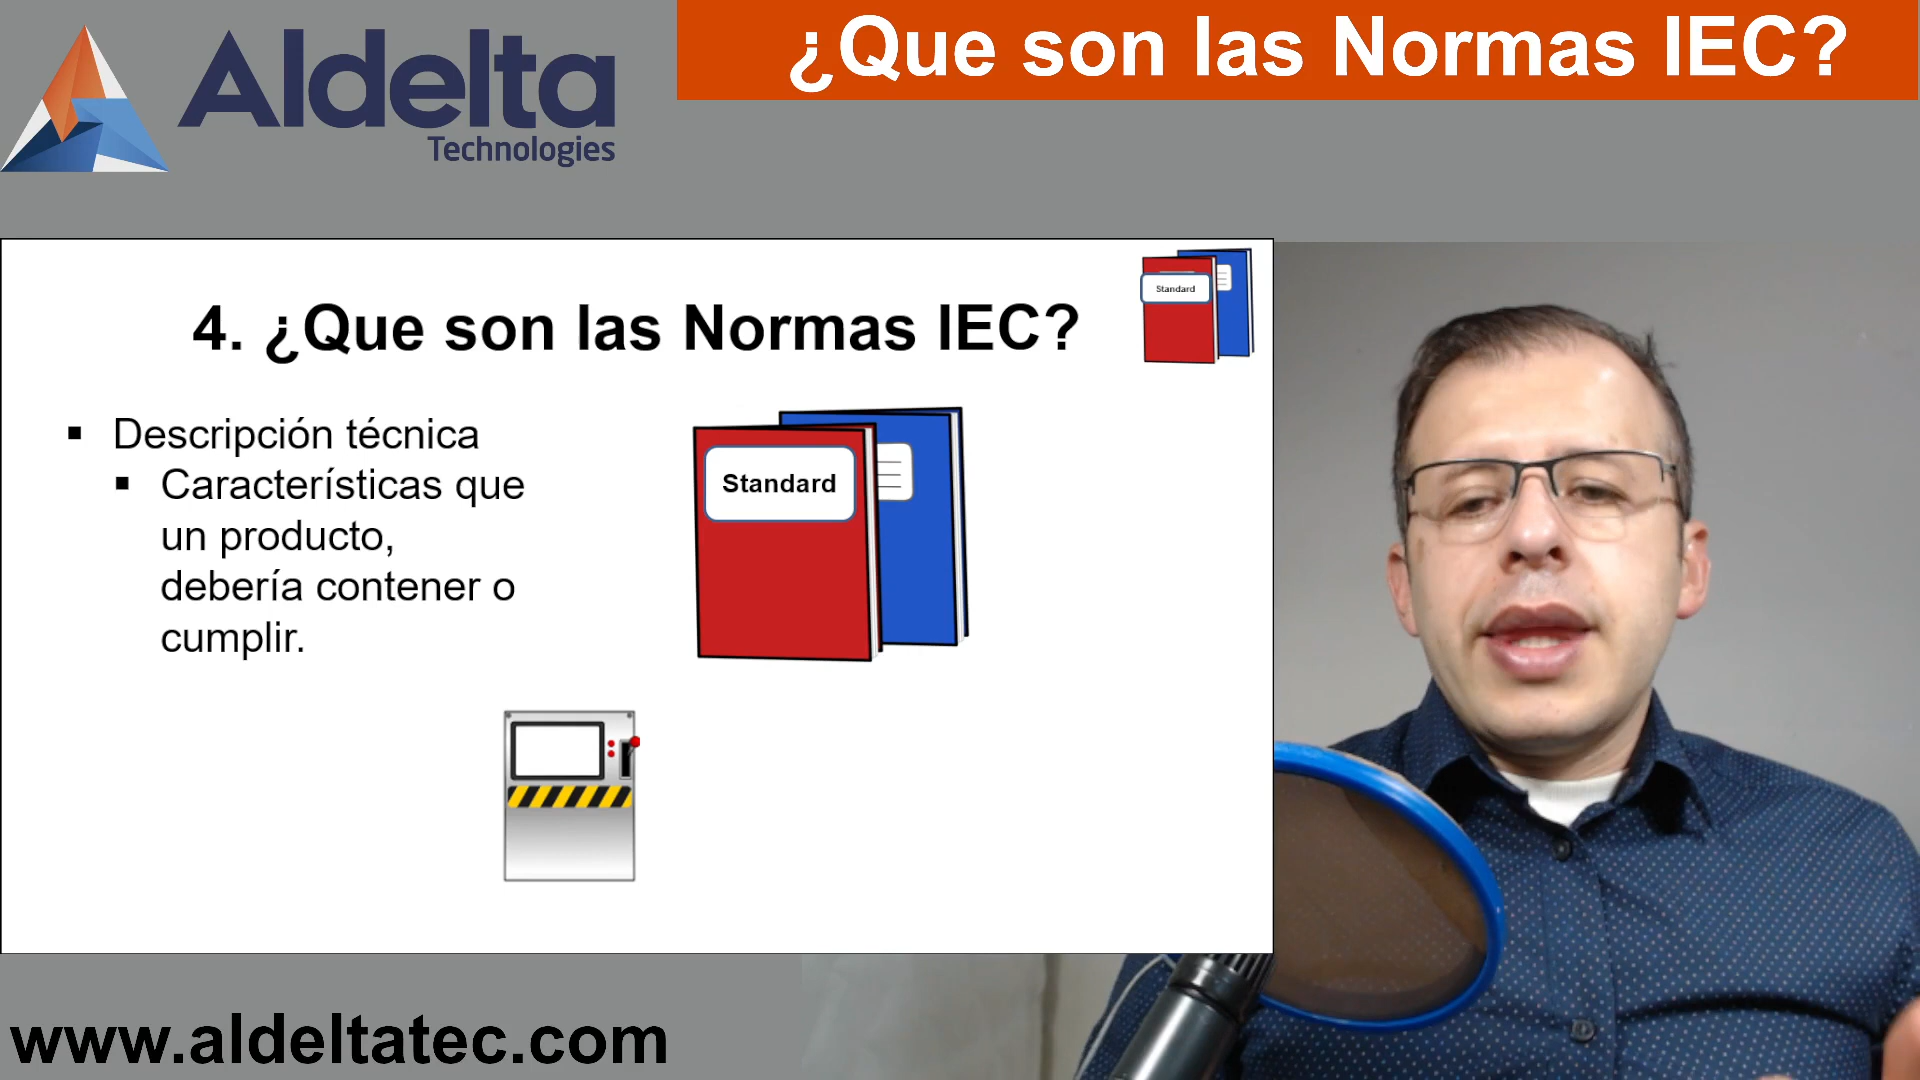 Aldelta
Technologies
¿Que son las Normas IEC?
4. ¿Que son las Normas IEC?
Standard
▪ Descripción técnica
▪ Características que
un producto,
debería contener o
cumplir.
Standard
www.aldeltatec.com